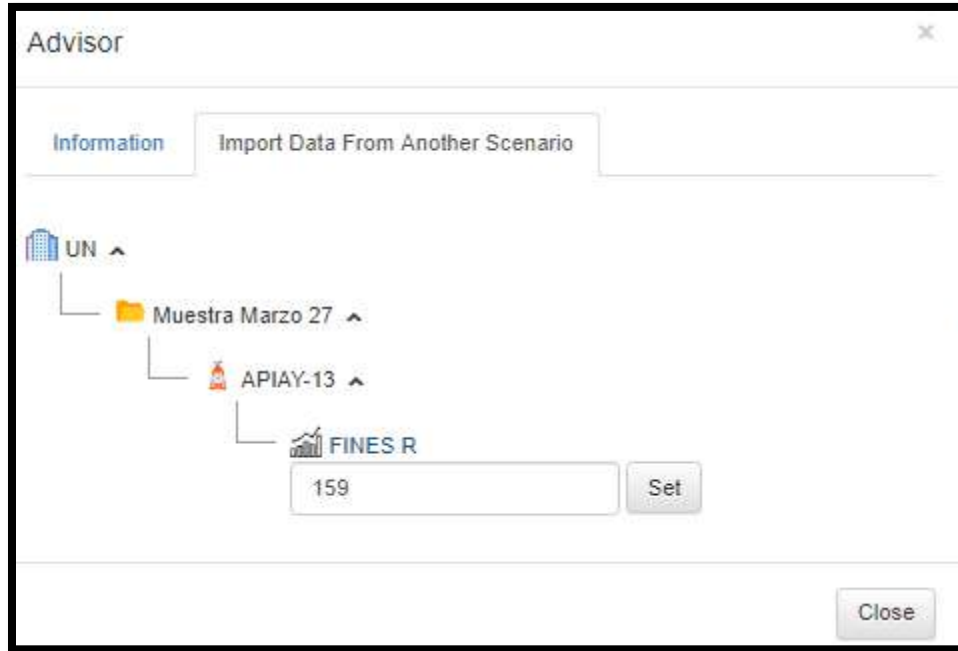 Advisor
Information
Import Data From Another Scenario
UN
Muestra Marzo 27
APIAY-13
FINES R
159
Set
Close